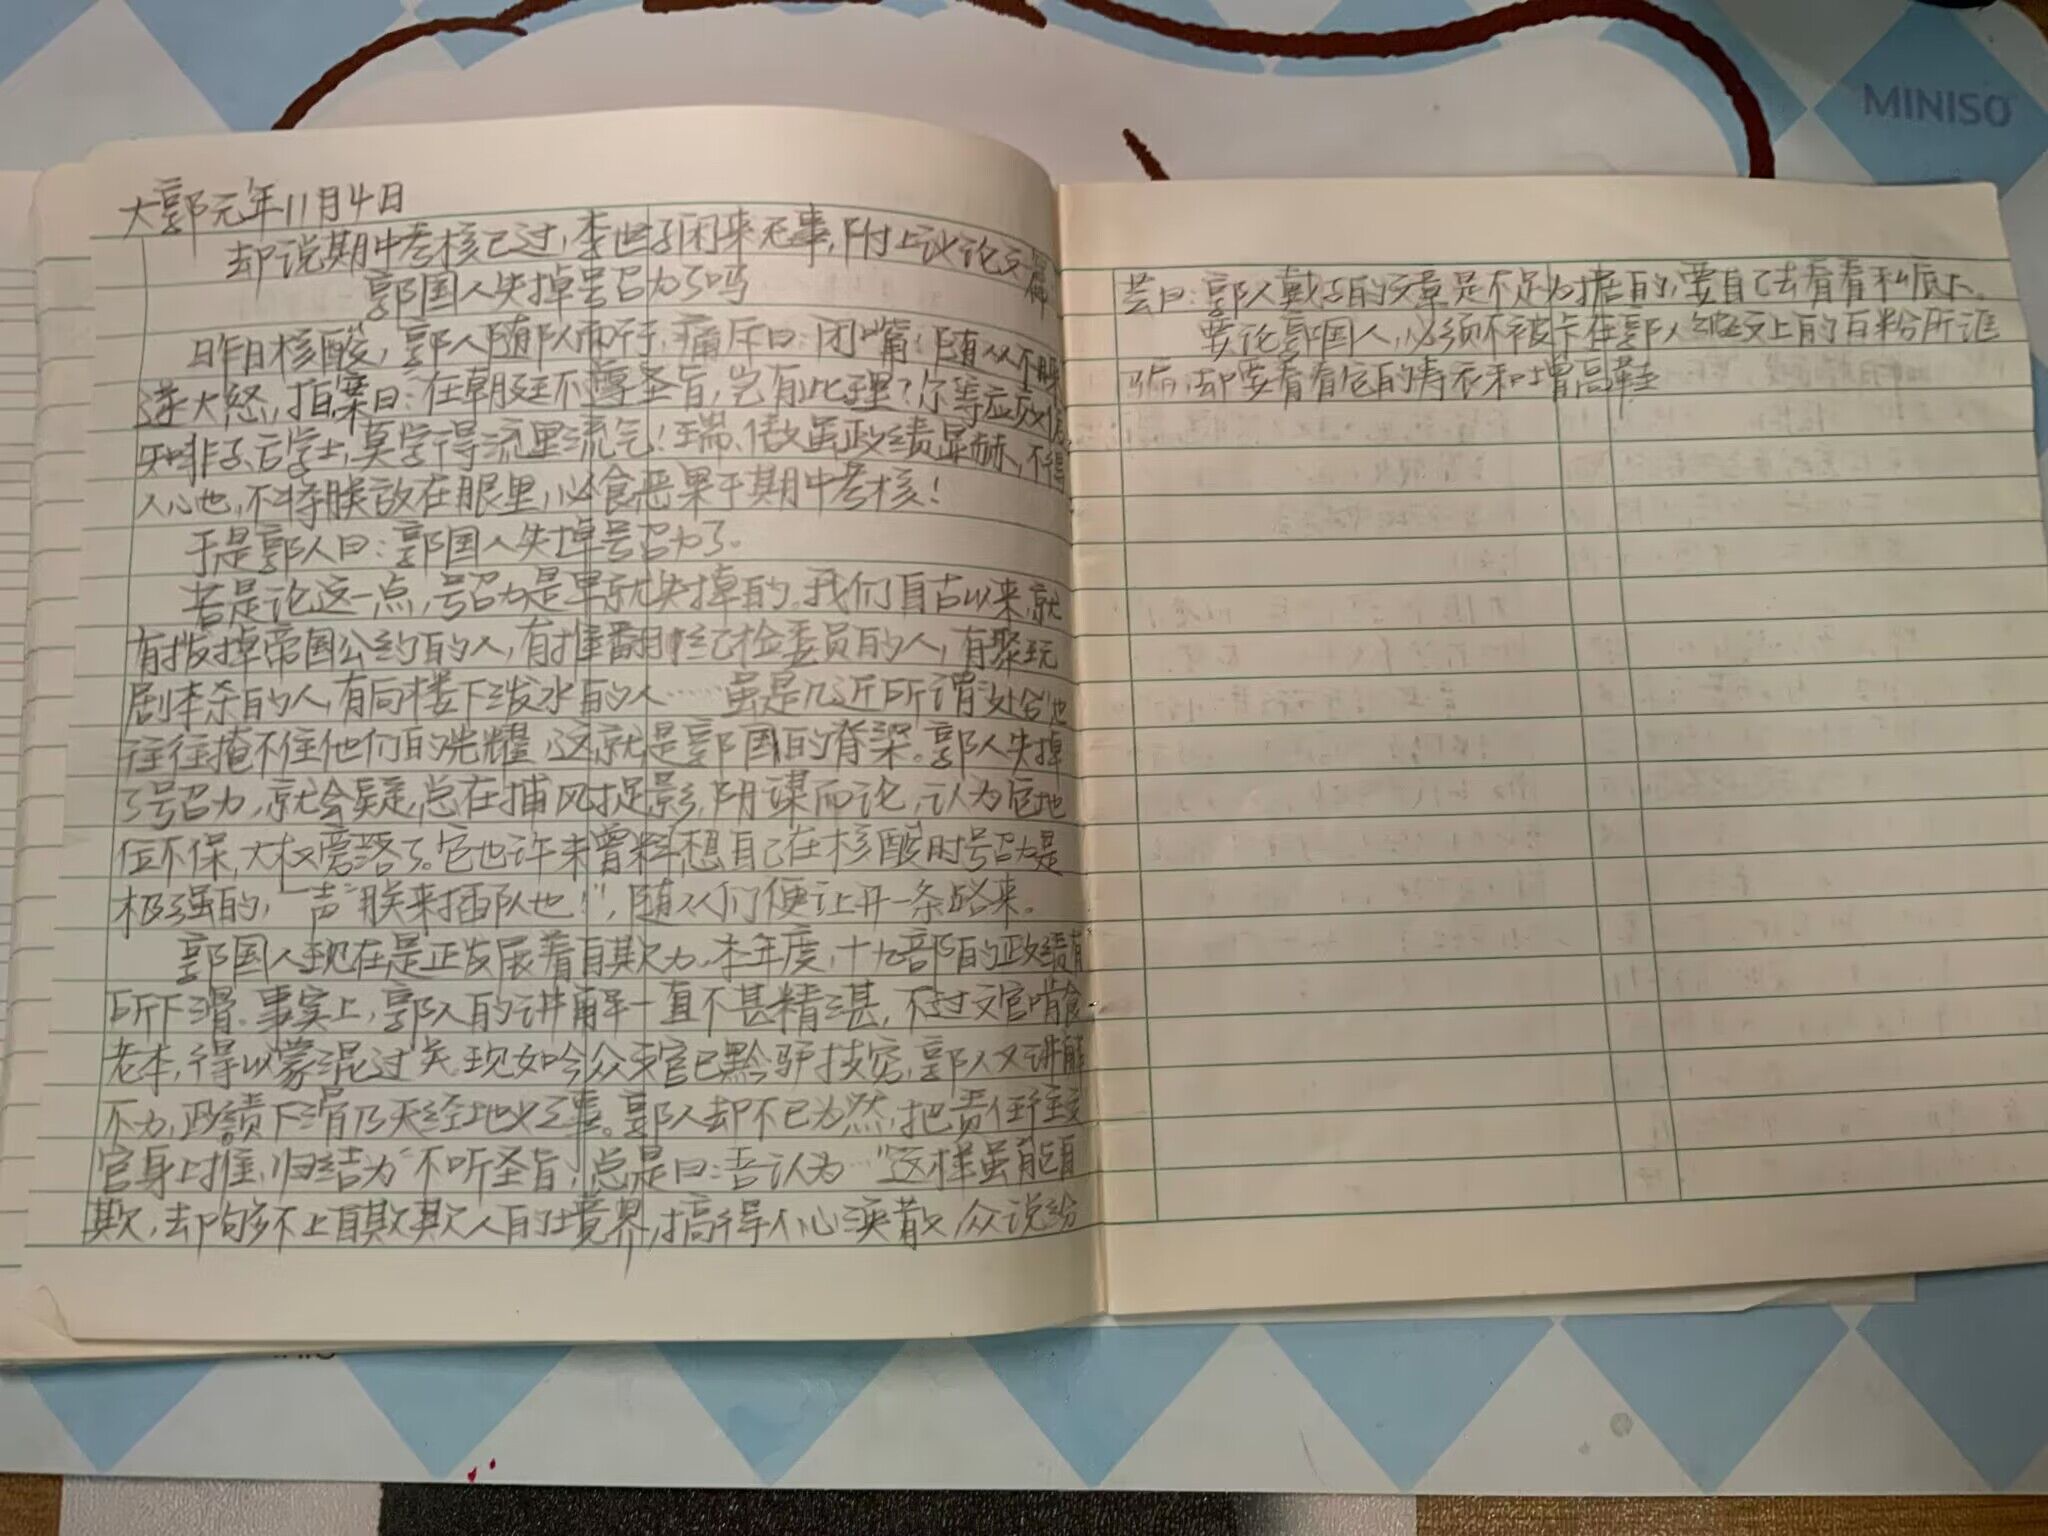 MINISO
大郭元年11月4日
却说期中考核已过,李世子闲来无事,附上议论文一篇
郭国人失掉号召力了吗
昨日核酸,郭人随队而行,痛斥曰:闭嘴!随从不服
遂大怒,拍案曰:在朝廷不尊圣旨,岂有此理?尔等应效仿
知非子、云学士,莫学得流里流气!瑞、傲虽政绩显赫,不得
人心也,不将朕放在眼里,必食恶果于期中考核!
于是郭人曰:郭国人失掉号召力了。
若是论这一点,号召力是早就失掉的。我们自古以来,就
有拨掉帝国公约的人,有推翻纪检委员的人,有聚玩
剧本杀的人,有向楼下泼水的人……虽是几近所谓"处分"也
往往掩不住他们的光耀,这就是郭国的脊梁。郭人失掉
了号召力,就会疑,总在捕风捉影,阴谋而论,认为它地
位不保,大权旁落了。它也许未曾料想自己在核酸时号召力是
极强的,一声"朕来插队也!",随从们便让开一条路来。
郭国人现在是正发展着自欺力。本年度,十九部的政绩有
所下滑。事实上,郭人的讲解一直不甚精湛,不过文官啃食
老本,得以蒙混过关,现如今众文官已黔驴技穷,郭人又讲解
不力,政绩下滑乃天经地义之事。郭人却不已为然,把责任往文
官身上推,归结为"不听圣旨",总是曰:吾认为…"这样虽能自
欺,却够不上自欺欺人的境界,搞得人心涣散,众说纷
芸曰:郭人戴子的文章是不足为据的,要自己去看看私底下。
要论郭国人,必须不被卡在郭人皱纹上的白粉所诓
骗,却要看看它的寿衣和增高鞋